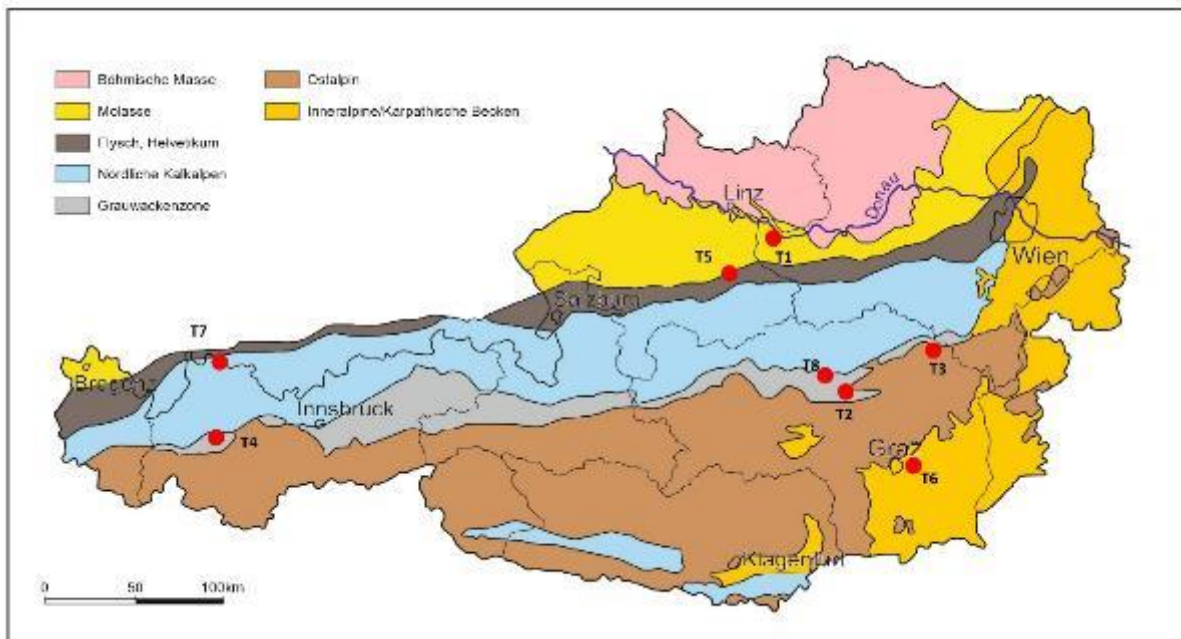 Böhmische Masse
Molasse
Flysch, Helvetikum
Nördliche Kalkalpen
Grauwackenzone
Ostalpin
Inneralpine/Karpathische Becken
Linz
Donau
T1
T5
Wien
Salzburg
T7
Bregenz
T3
T8
Innsbruck
T2
T4
Graz
T6
Klagenfurt
0 50 100km